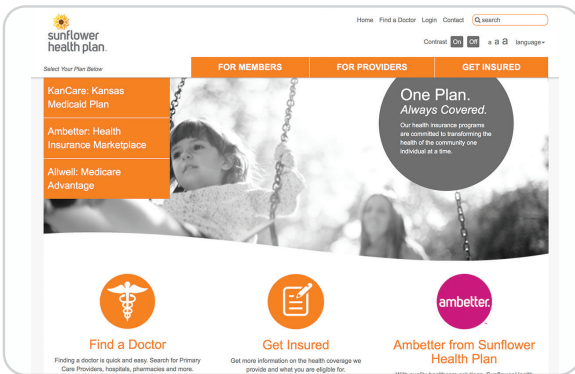 Home Find a Doctor Login Contact search
sunflower
health plan.
Contrast On Off a a a language
Select Your Plan Below
FOR MEMBERS FOR PROVIDERS GET INSURED
KanCare: Kansas
Medicaid Plan
Ambetter: Health
Insurance Marketplace
Allwell: Medicare
Advantage
One Plan.
Always Covered.
Our health insurance programs
are committed to transforming the
health of the community one
individual at a time.
ambetter.
Find a Doctor
Finding a doctor is quick and easy. Search for Primary
Care Providers, hospitals, pharmacies and more.
Get Insured
Get more information on the health coverage we
provide and what you are eligible for.
Ambetter from Sunflower
Health Plan